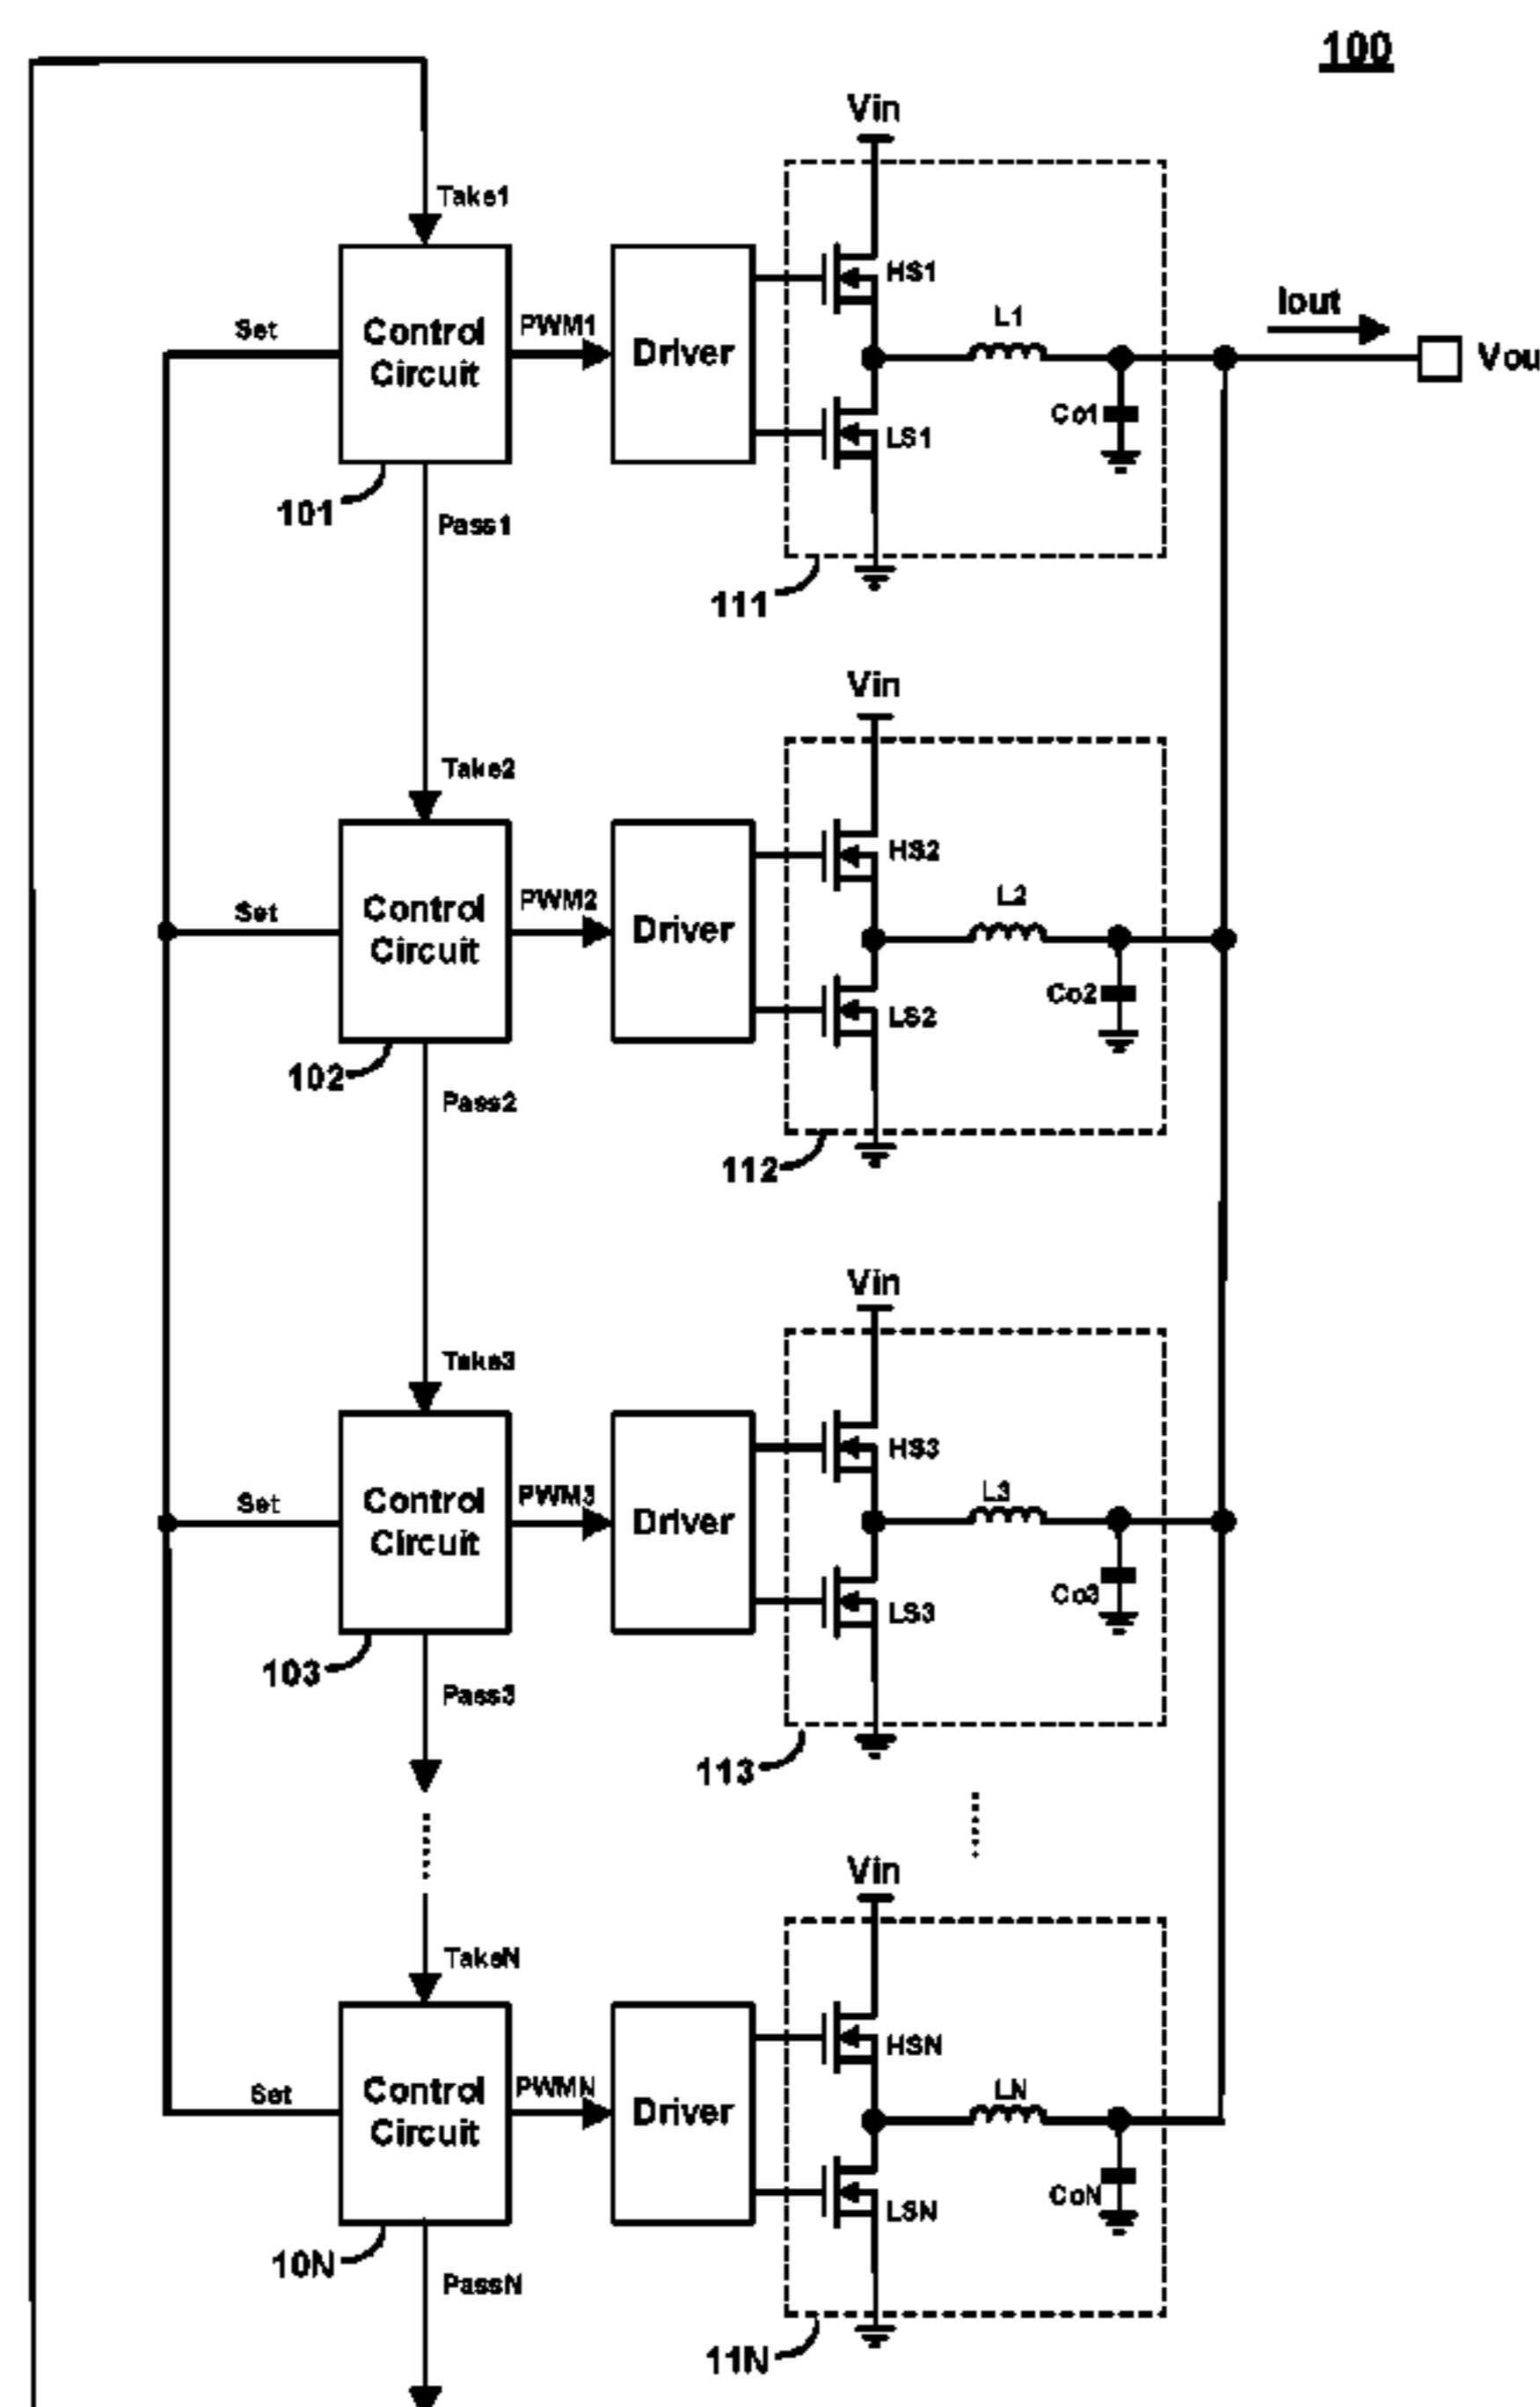 100
Vin
Take1
HS1
L1
Iout
Set
Control
Circuit
PWM1
Driver
Vou
Co1
LS1
101
Pass1
111
Vin
Take2
HS2
L2
Set
Control
Circuit
PWM2
Driver
Co2
LS2
102
Pass2
112
Vin
Take3
HS3
L3
Set
Control
Circuit
PWM3
Driver
Co3
LS3
103
Pass3
113
Vin
TakeN
HSN
LN
Set
Control
Circuit
PWMN
Driver
CoN
LSN
10N
PassN
11N